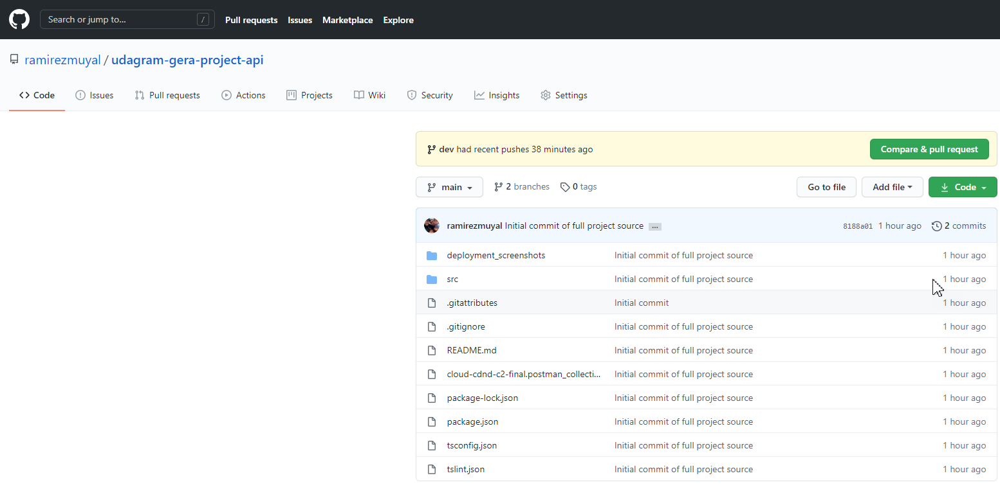 Search or jump to... /
Pull requests Issues Marketplace Explore
ramirezmuyal / udagram-gera-project-api
Code Issues Pull requests Actions Projects Wiki Security Insights Settings
dev had recent pushes 38 minutes ago Compare & pull request
main 2 branches 0 tags Go to file Add file Code
ramirezmuyal Initial commit of full project source ... 8188a01 1 hour ago 2 commits
deployment_screenshots Initial commit of full project source 1 hour ago
src Initial commit of full project source 1 hour ago
.gitattributes Initial commit 1 hour ago
.gitignore Initial commit of full project source 1 hour ago
README.md Initial commit of full project source 1 hour ago
cloud-cdnd-c2-final.postman_collecti... Initial commit of full project source 1 hour ago
package-lock.json Initial commit of full project source 1 hour ago
package.json Initial commit of full project source 1 hour ago
tsconfig.json Initial commit of full project source 1 hour ago
tslint.json Initial commit of full project source 1 hour ago